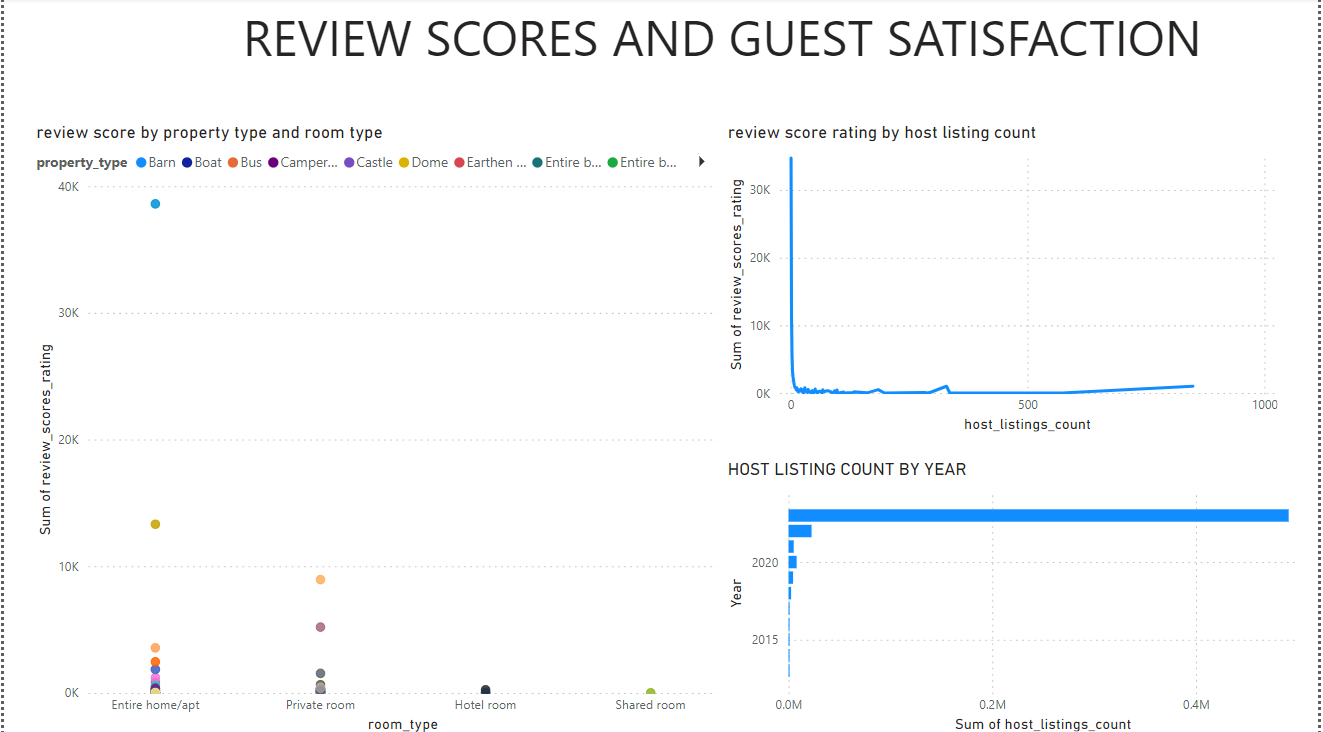 REVIEW SCORES AND GUEST SATISFACTION
review score by property type and room type
property_type Barn Boat Bus Camper... Castle Dome Earthen ... Entire b... Entire b...
40K
30K
20K
10K
0K
Sum of review_scores_rating
Entire home/apt Private room Hotel room Shared room
room_type
review score rating by host listing count
30K
20K
10K
0K
Sum of review_scores_rating
0 500 1000
host_listings_count
HOST LISTING COUNT BY YEAR
2020
2015
Year
0.0M 0.2M 0.4M
Sum of host_listings_count